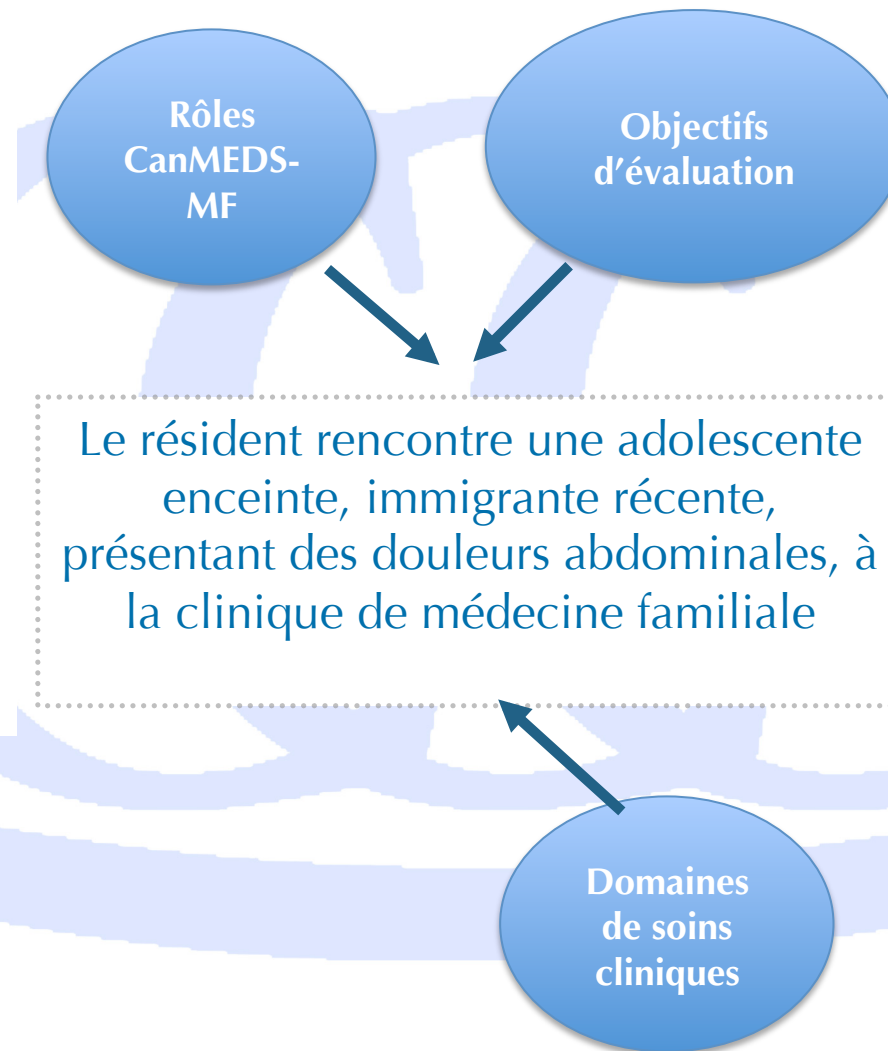 Rôles
CanMEDS-
MF
Objectifs
d’évaluation
Le résident rencontre une adolescente
enceinte, immigrante récente,
présentant des douleurs abdominales, à
la clinique de médecine familiale
Domaines
de soins
cliniques